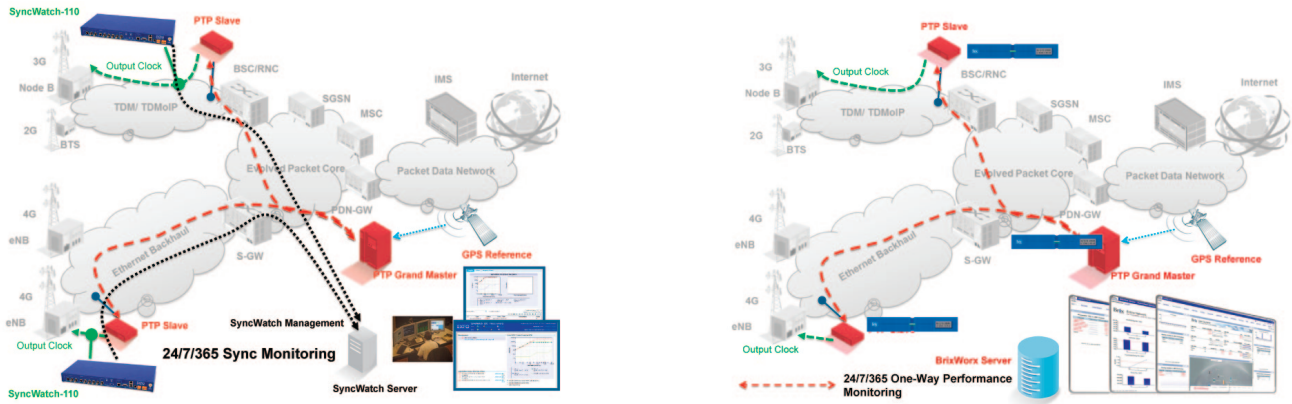 SyncWatch-110
PTP Slave
3G
Output Clock
BSC/RNC
IMS
Internet
Node B
SGSN
TDM/ TDMoIP
MSC
2G
BTS
Evolved Packet Core
Packet Data Network
4G
PDN-GW
eNB
Ethernet Backhaul
S-GW
GPS Reference
PTP Grand Master
4G
eNB
PTP Slave
SyncWatch Management
Output Clock
24/7/365 Sync Monitoring
SyncWatch Server
SyncWatch-110
PTP Slave
3G
Output Clock
BSC/RNC
IMS
Internet
Node B
SGSN
TDM/ TDMoIP
MSC
2G
BTS
Evolved Packet Core
Packet Data Network
4G
PDN-GW
eNB
Ethernet Backhaul
S-GW
GPS Reference
PTP Grand Master
4G
eNB
PTP Slave
Output Clock
BrixWorx Server
24/7/365 One-Way Performance
Monitoring